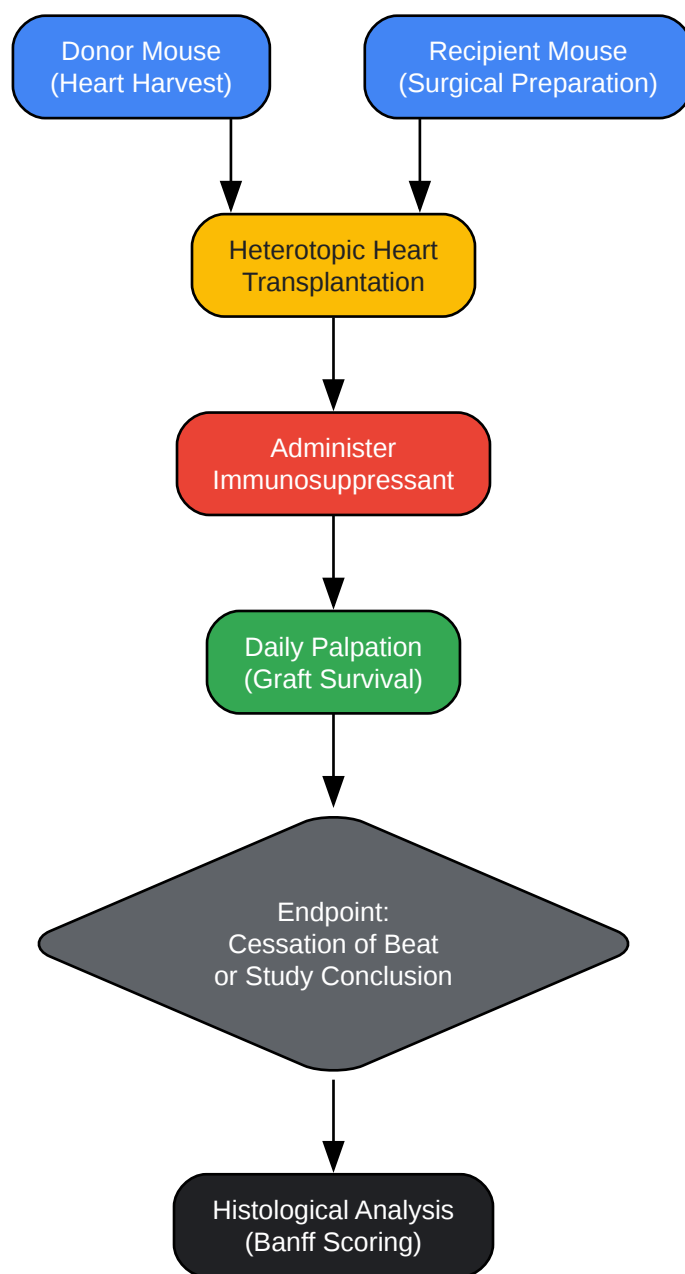 Donor Mouse
(Heart Harvest)
Recipient Mouse
(Surgical Preparation)
Heterotopic Heart
Transplantation
Administer
Immunosuppressant
Daily Palpation
(Graft Survival)
Endpoint:
Cessation of Beat
or Study Conclusion
Histological Analysis
(Banff Scoring)